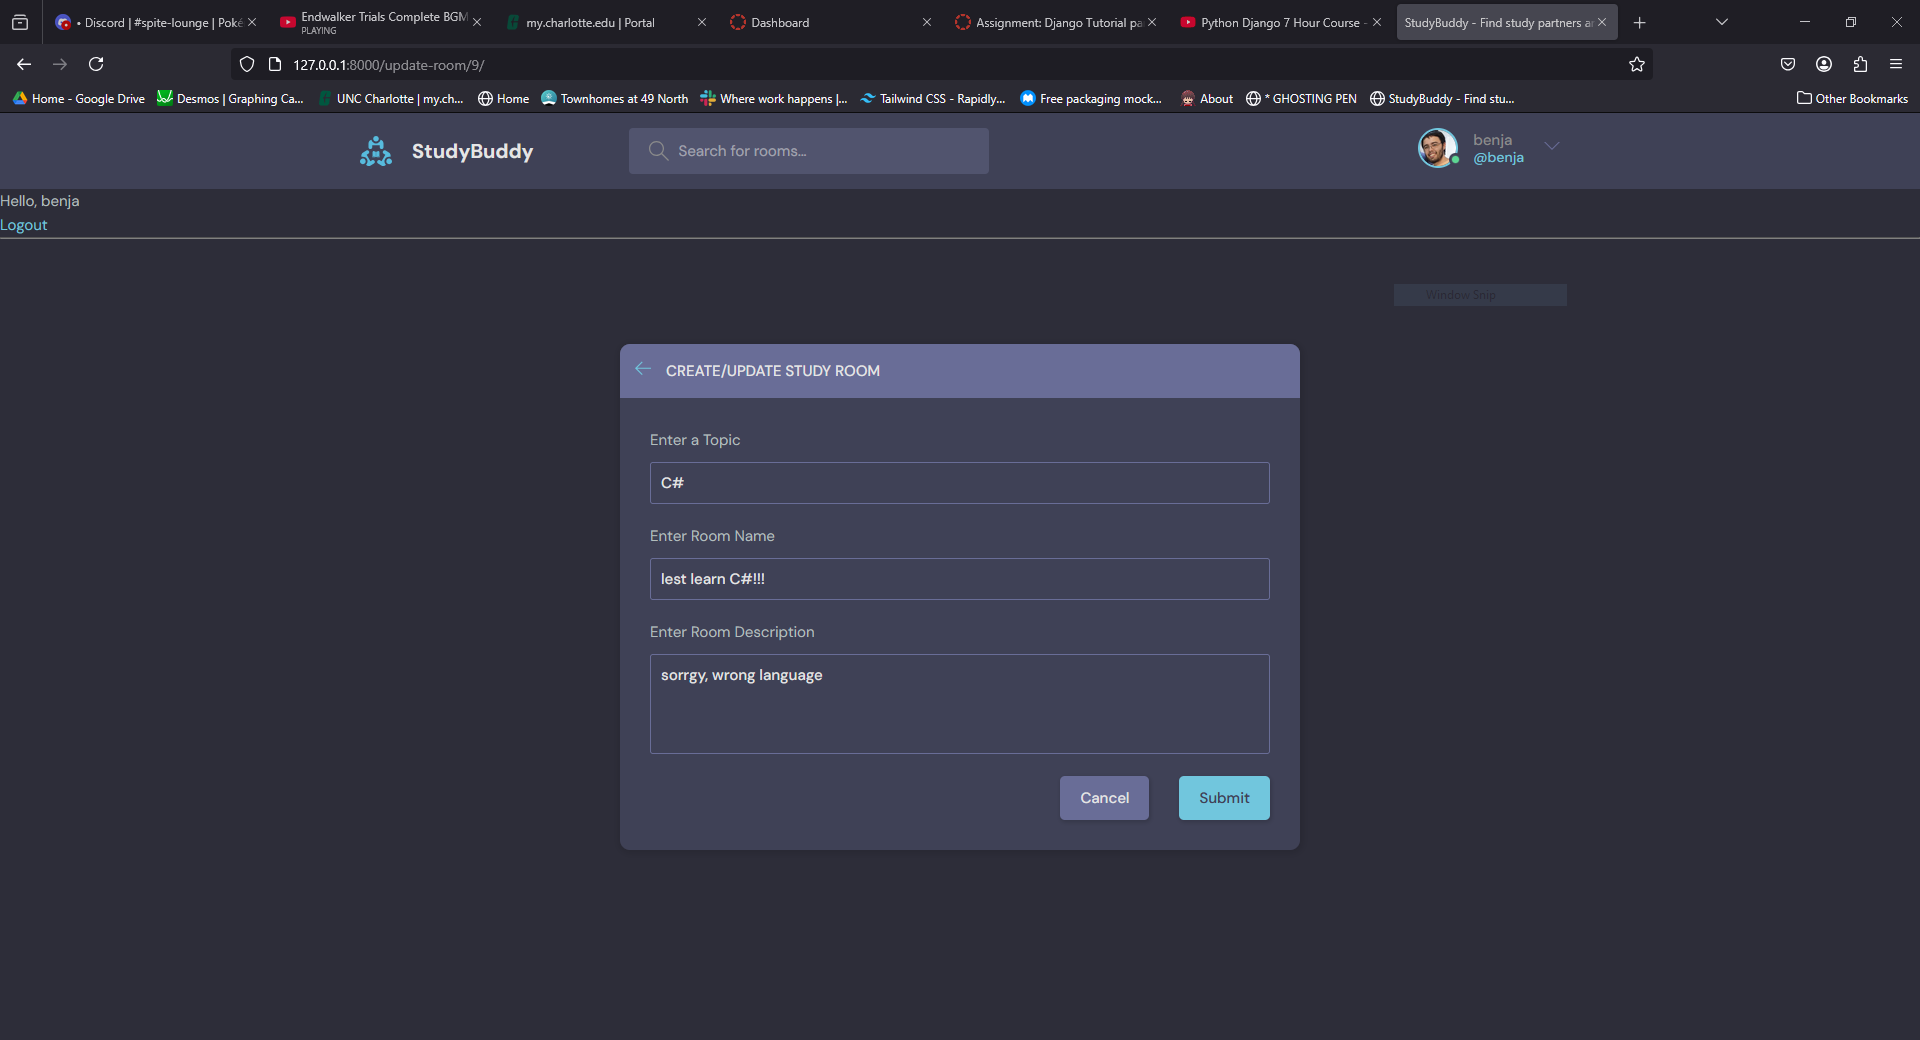 • Discord | #spite-lounge | Poké
Endwalker Trials Complete BGM
PLAYING
my.charlotte.edu | Portal
Dashboard
Assignment: Django Tutorial pa
Python Django 7 Hour Course -
StudyBuddy - Find study partners ar
127.0.0.1:8000/update-room/9/
Home - Google Drive
Desmos | Graphing Ca...
UNC Charlotte | my.ch...
Home
Townhomes at 49 North
Where work happens |...
Tailwind CSS - Rapidly...
Free packaging mock...
About
* GHOSTING PEN
StudyBuddy - Find stu...
Other Bookmarks
StudyBuddy
Search for rooms...
benja
@benja
Hello, benja
Logout
Window Snip
CREATE/UPDATE STUDY ROOM
Enter a Topic
C#
Enter Room Name
lest learn C#!!!
Enter Room Description
sorrgy, wrong language
Cancel
Submit